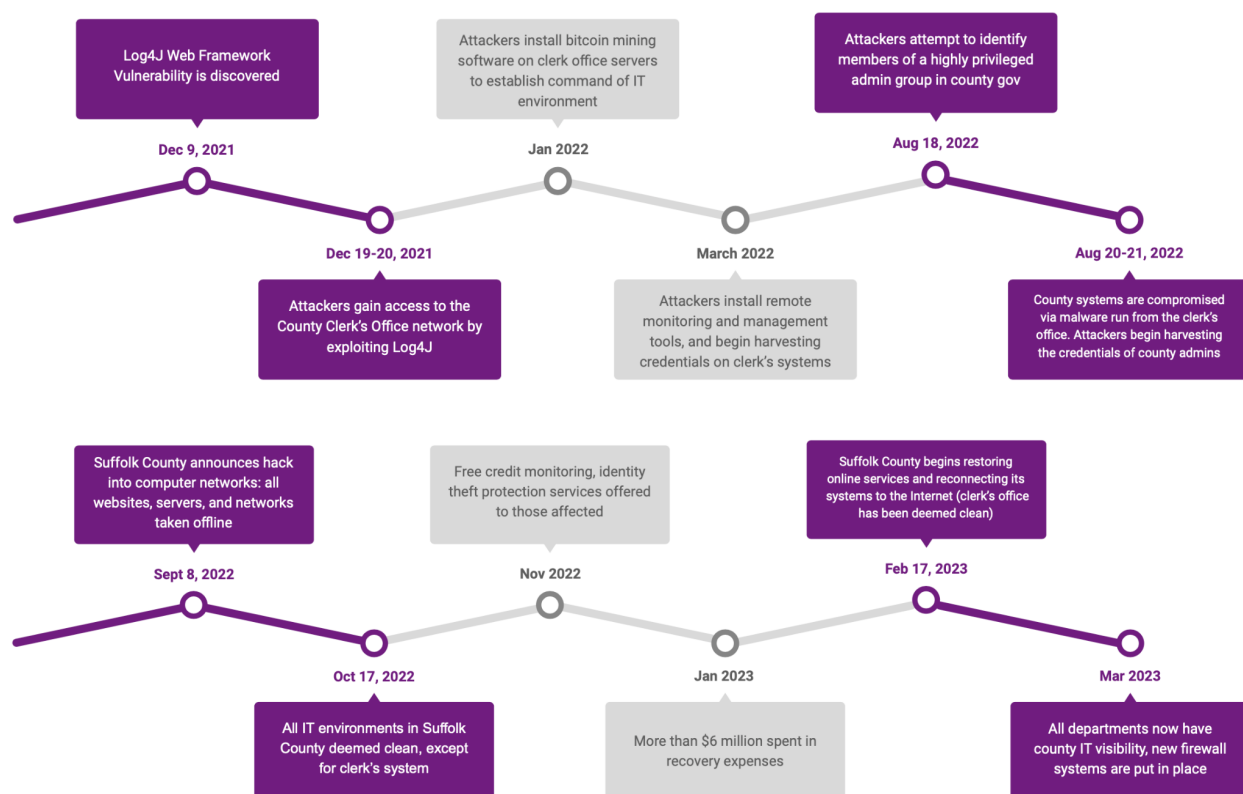 Log4J Web Framework
Vulnerability is discovered
Dec 9, 2021
Dec 19-20, 2021
Attackers gain access to the
County Clerk's Office network by
exploiting Log4J
Attackers install bitcoin mining
software on clerk office servers
to establish command of IT
environment
Jan 2022
March 2022
Attackers install remote
monitoring and management
tools, and begin harvesting
credentials on clerk's systems
Attackers attempt to identify
members of a highly privileged
admin group in county gov
Aug 18, 2022
Aug 20-21, 2022
County systems are compromised
via malware run from the clerk's
office. Attackers begin harvesting
the credentials of county admins
Suffolk County announces hack
into computer networks: all
websites, servers, and networks
taken offline
Sept 8, 2022
Oct 17, 2022
All IT environments in Suffolk
County deemed clean, except
for clerk's system
Free credit monitoring, identity
theft protection services offered
to those affected
Nov 2022
Jan 2023
More than $6 million spent in
recovery expenses
Suffolk County begins restoring
online services and reconnecting its
systems to the Internet (clerk's office
has been deemed clean)
Feb 17, 2023
Mar 2023
All departments now have
county IT visibility, new firewall
systems are put in place